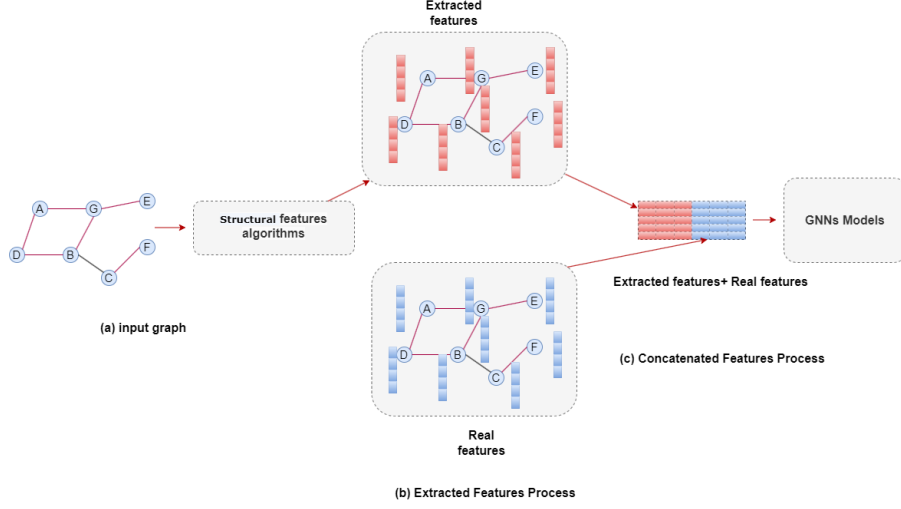 Extracted
features
A
G
E
D
B
F
C
A
G
E
D
B
F
C
Structural features
algorithms
GNNs Models
Extracted features+ Real features
(a) input graph
A
G
E
D
B
F
C
(c) Concatenated Features Process
Real
features
(b) Extracted Features Process